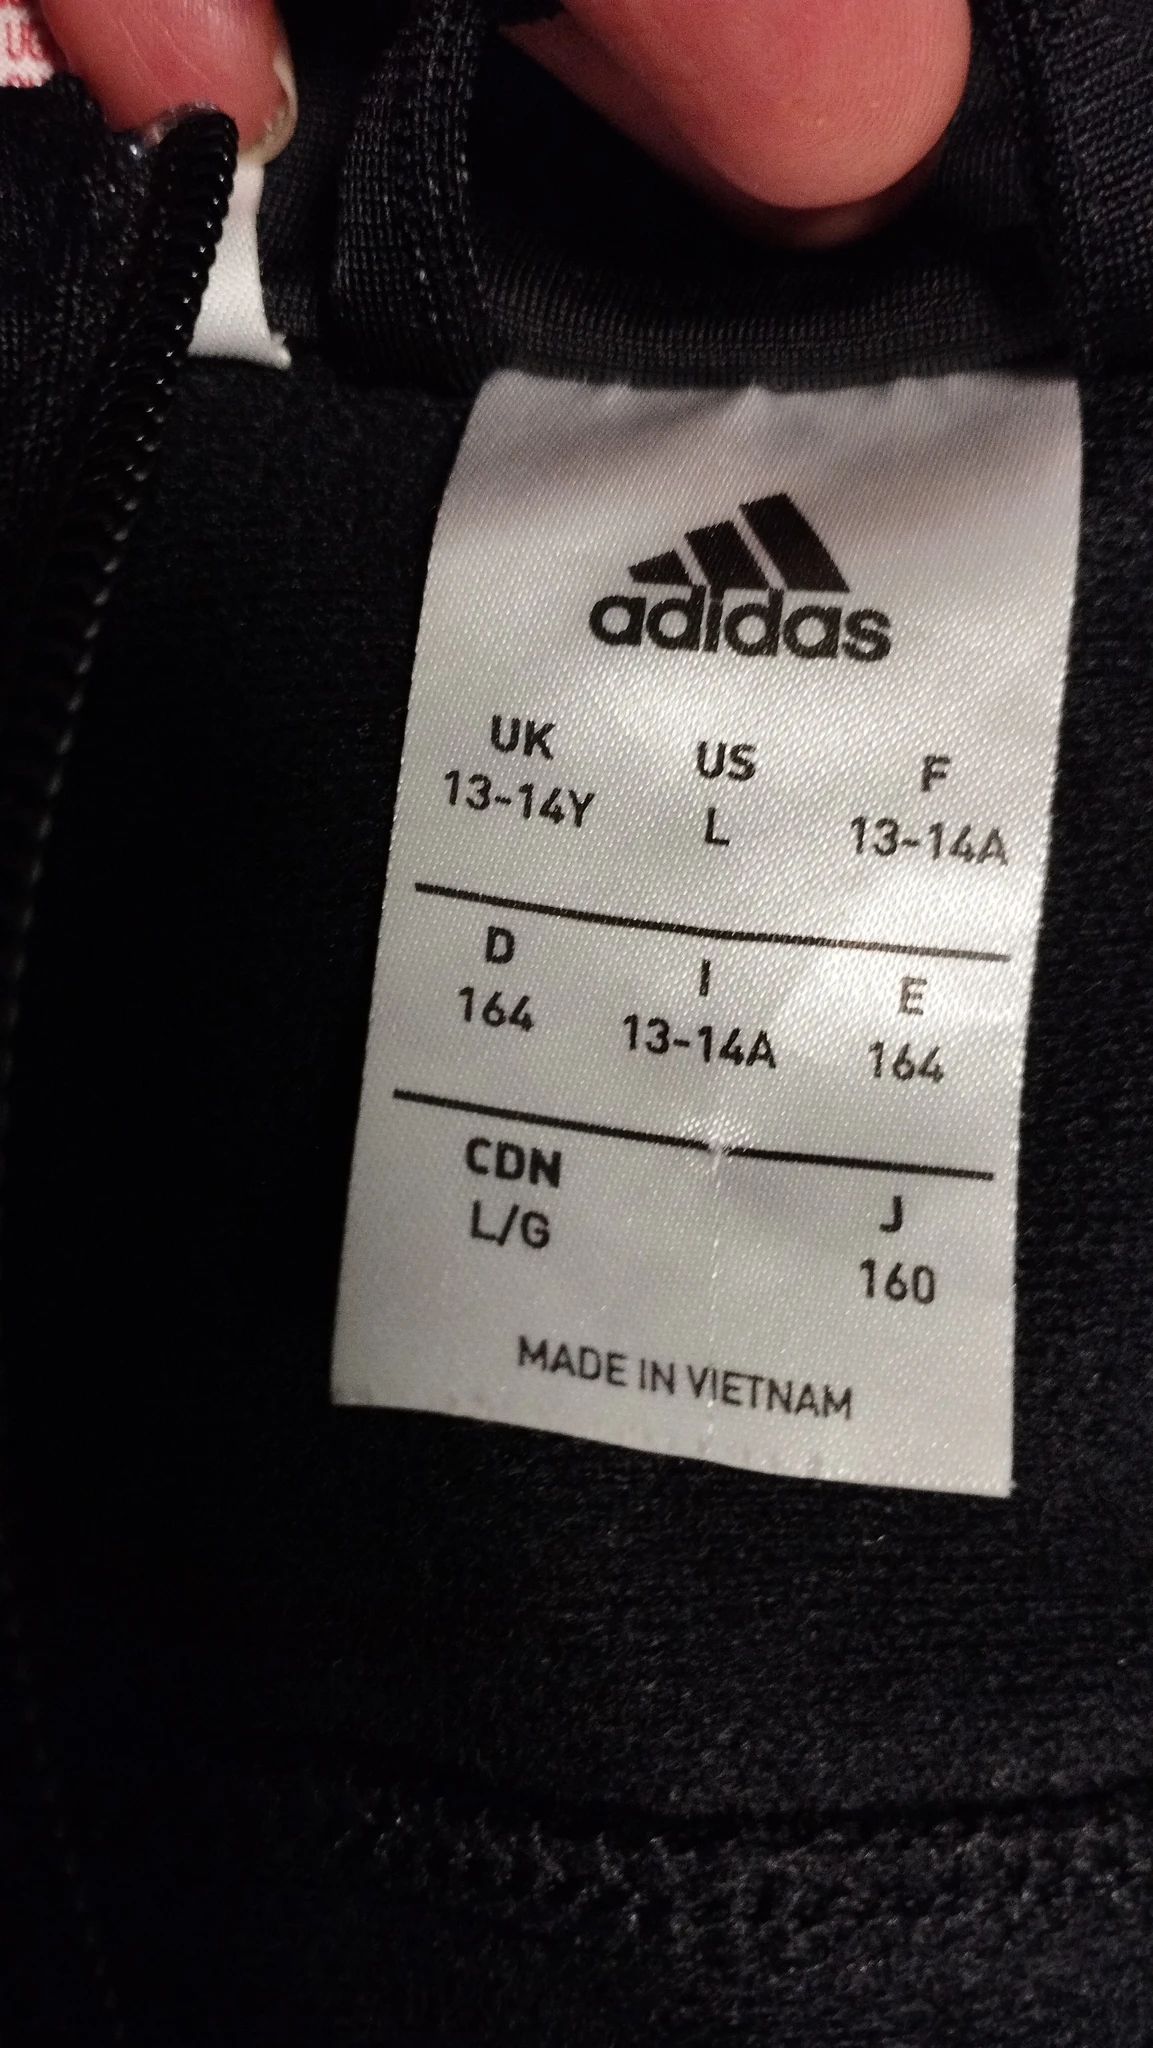 adidas
UK US F
13-14Y L 13-14A
D I E
164 13-14A 164
CDN J
L/G 160
MADE IN VIETNAM